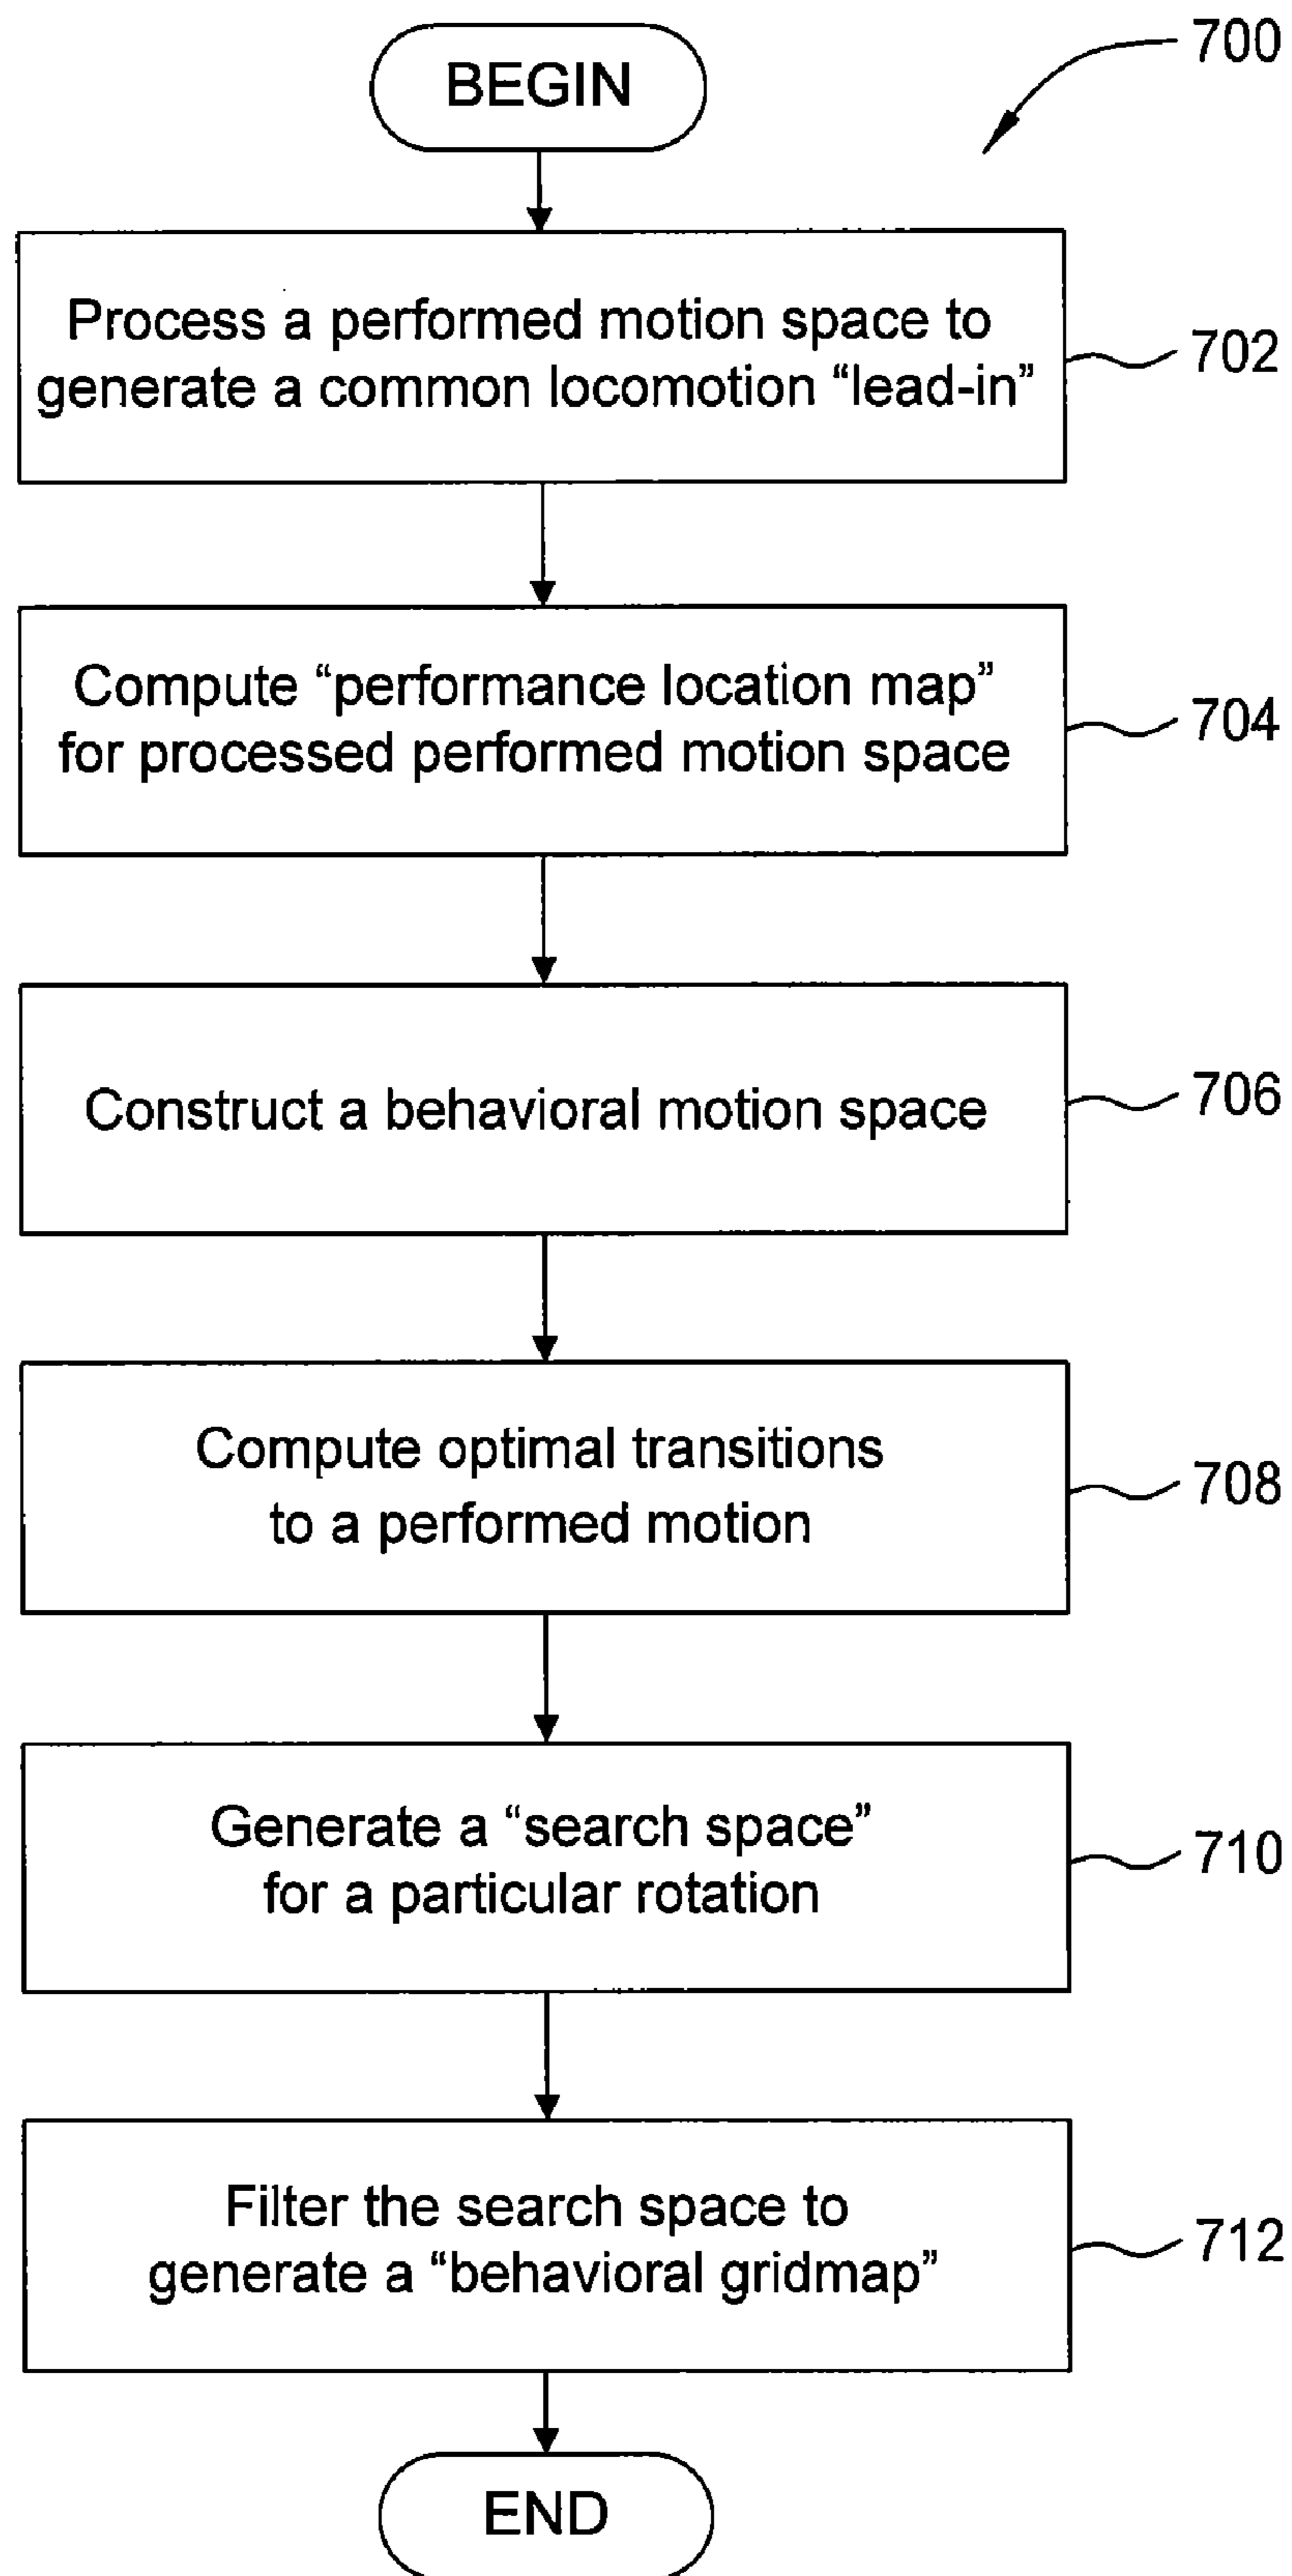 700
BEGIN
Process a performed motion space to
generate a common locomotion “lead-in”
702
Compute “performance location map”
for processed performed motion space
704
Construct a behavioral motion space
706
Compute optimal transitions
to a performed motion
708
Generate a “search space”
for a particular rotation
710
Filter the search space to
generate a “behavioral gridmap”
712
END